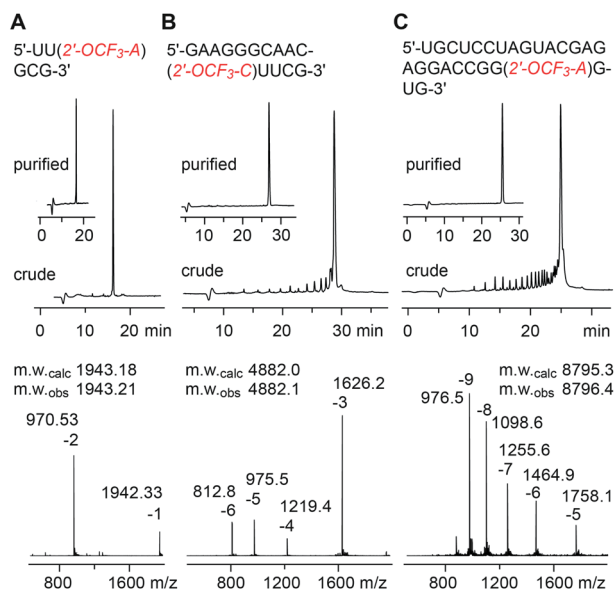 A
5'-UU(2'-OCF3-A)
GCG-3'
purified
0 10 20
crude
0 10 20 min
m.w.calc 1943.18
m.w.obs 1943.21
970.53
-2
1942.33
-1
800 1600 m/z
B
5'-GAAGGGCAAC-
(2'-OCF3-C)UUCG-3'
purified
10 20 30
crude
10 20 30 min
m.w.calc 4882.0
m.w.obs 4882.1
1626.2
-3
812.8
-6
975.5
-5
1219.4
-4
800 1600 m/z
C
5'-UGCUCCUAGUACGAG
AGGACCGG(2'-OCF3-A)G-
UG-3'
purified
0 10 20 30
crude
0 20 40 min
m.w.calc 8795.3
m.w.obs 8796.4
-9
976.5
-8
1098.6
1255.6
-7
1464.9
-6
1758.1
-5
800 1600 m/z